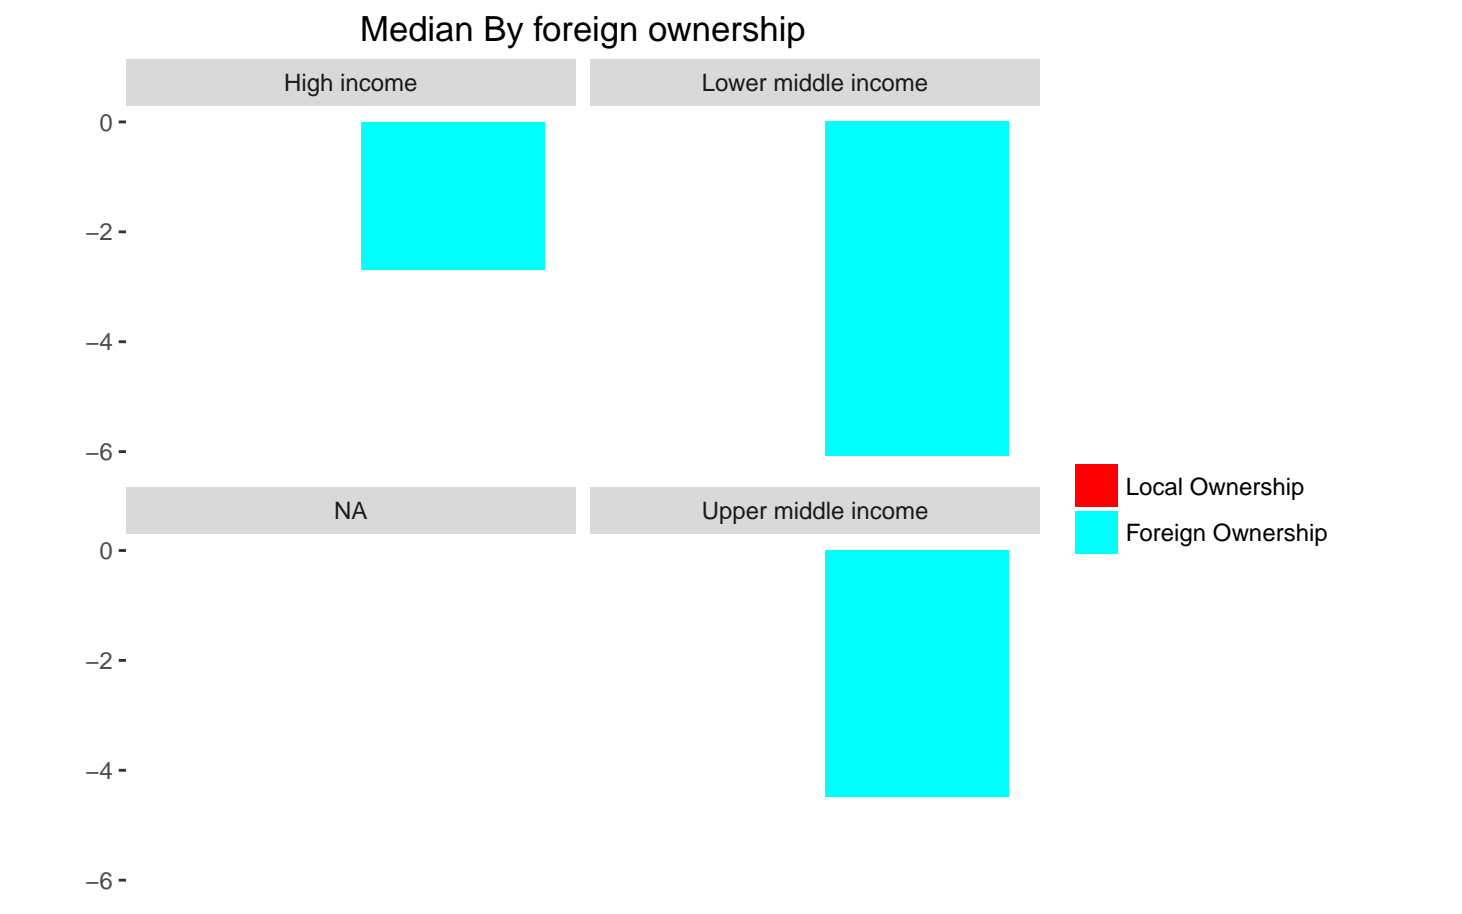 Median By foreign ownership
High income
Lower middle income
0
−2
−4
−6
NA
Upper middle income
0
−2
−4
−6
Local Ownership
Foreign Ownership